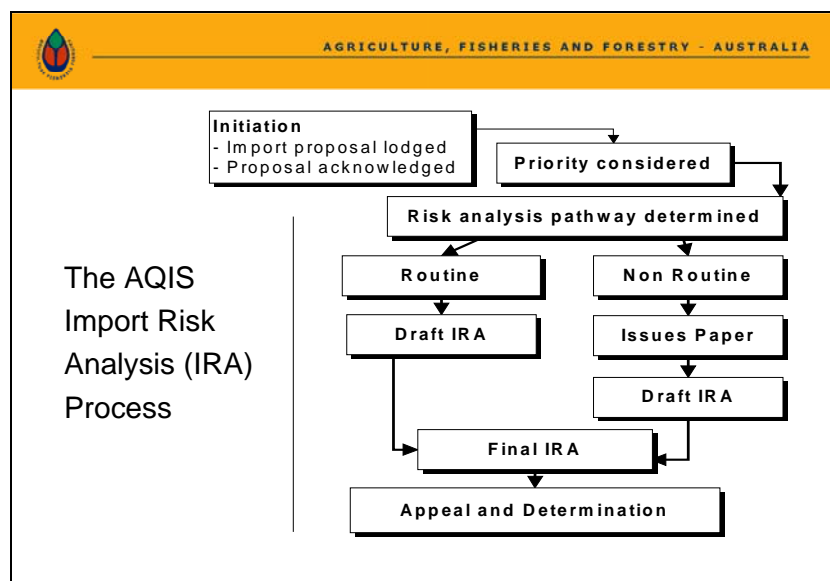 AGRICULTURE, FISHERIES AND FORESTRY - AUSTRALIA
Initiation
- Import proposal lodged
- Proposal acknowledged
Priority considered
Risk analysis pathway determined
The AQIS
Import Risk
Analysis (IRA)
Process
Routine
Non Routine
Draft IRA
Issues Paper
Draft IRA
Final IRA
Appeal and Determination